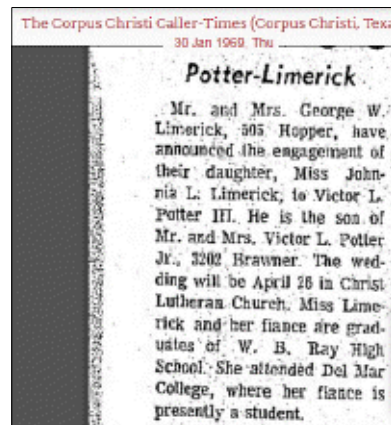 The Corpus Christi Caller-Times (Corpus Christi, Texa
30 Jan 1969, Thu
Potter-Limerick
Mr. and Mrs. George W.
Limerick, 505 Hopper, have
announced the engagement of
their daughter, Miss John-
nia L. Limerick, to Victor L.
Potter III. He is the son of
Mr. and Mrs. Victor L. Potter
Jr., 3202 Brawner. The wed-
ding will be April 26 in Christ
Lutheran Church. Miss Lime-
rick and her fiance are grad-
uates of W. B. Ray High
School. She attended Del Mar
College, where her fiance is
presently a student.